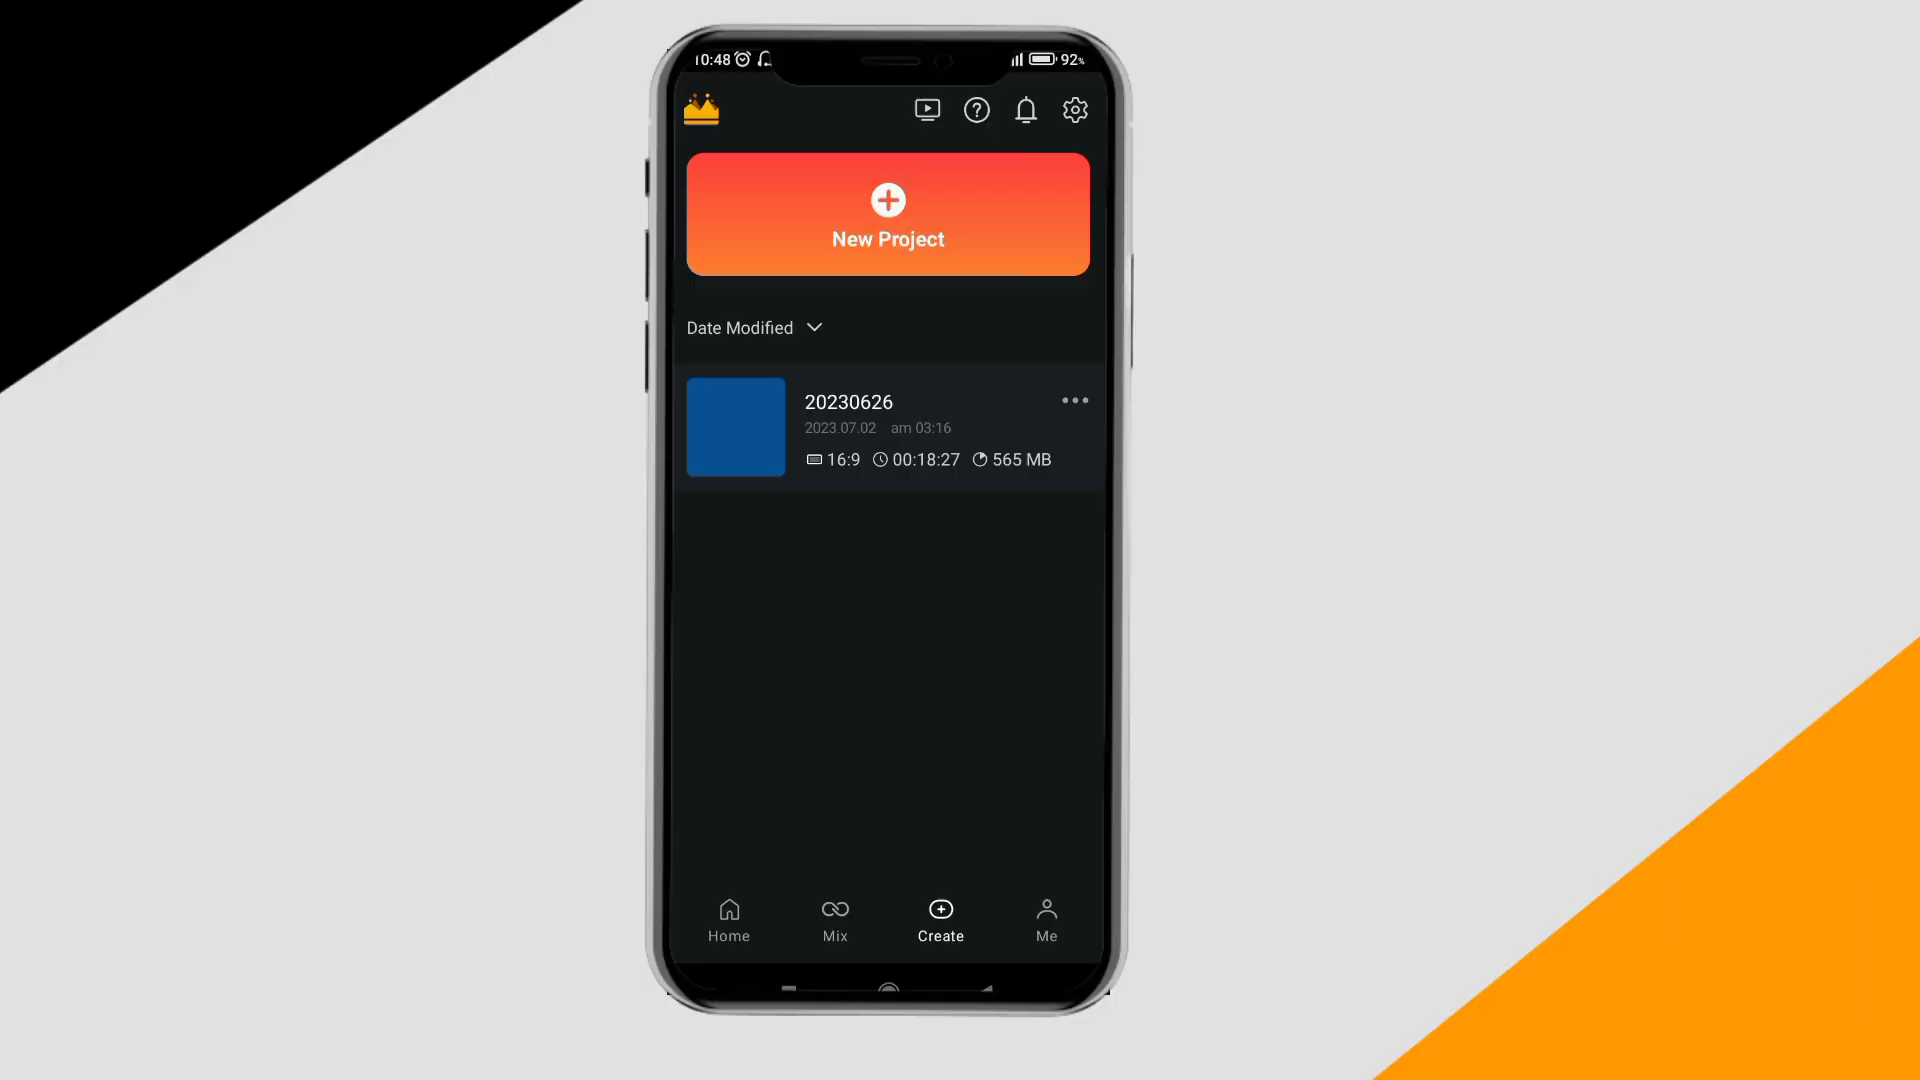 10:48 92%
New Project
Date Modified
20230626
2023.07.02 am 03:16
16:9 00:18:27 565 MB
Home Mix Create Me